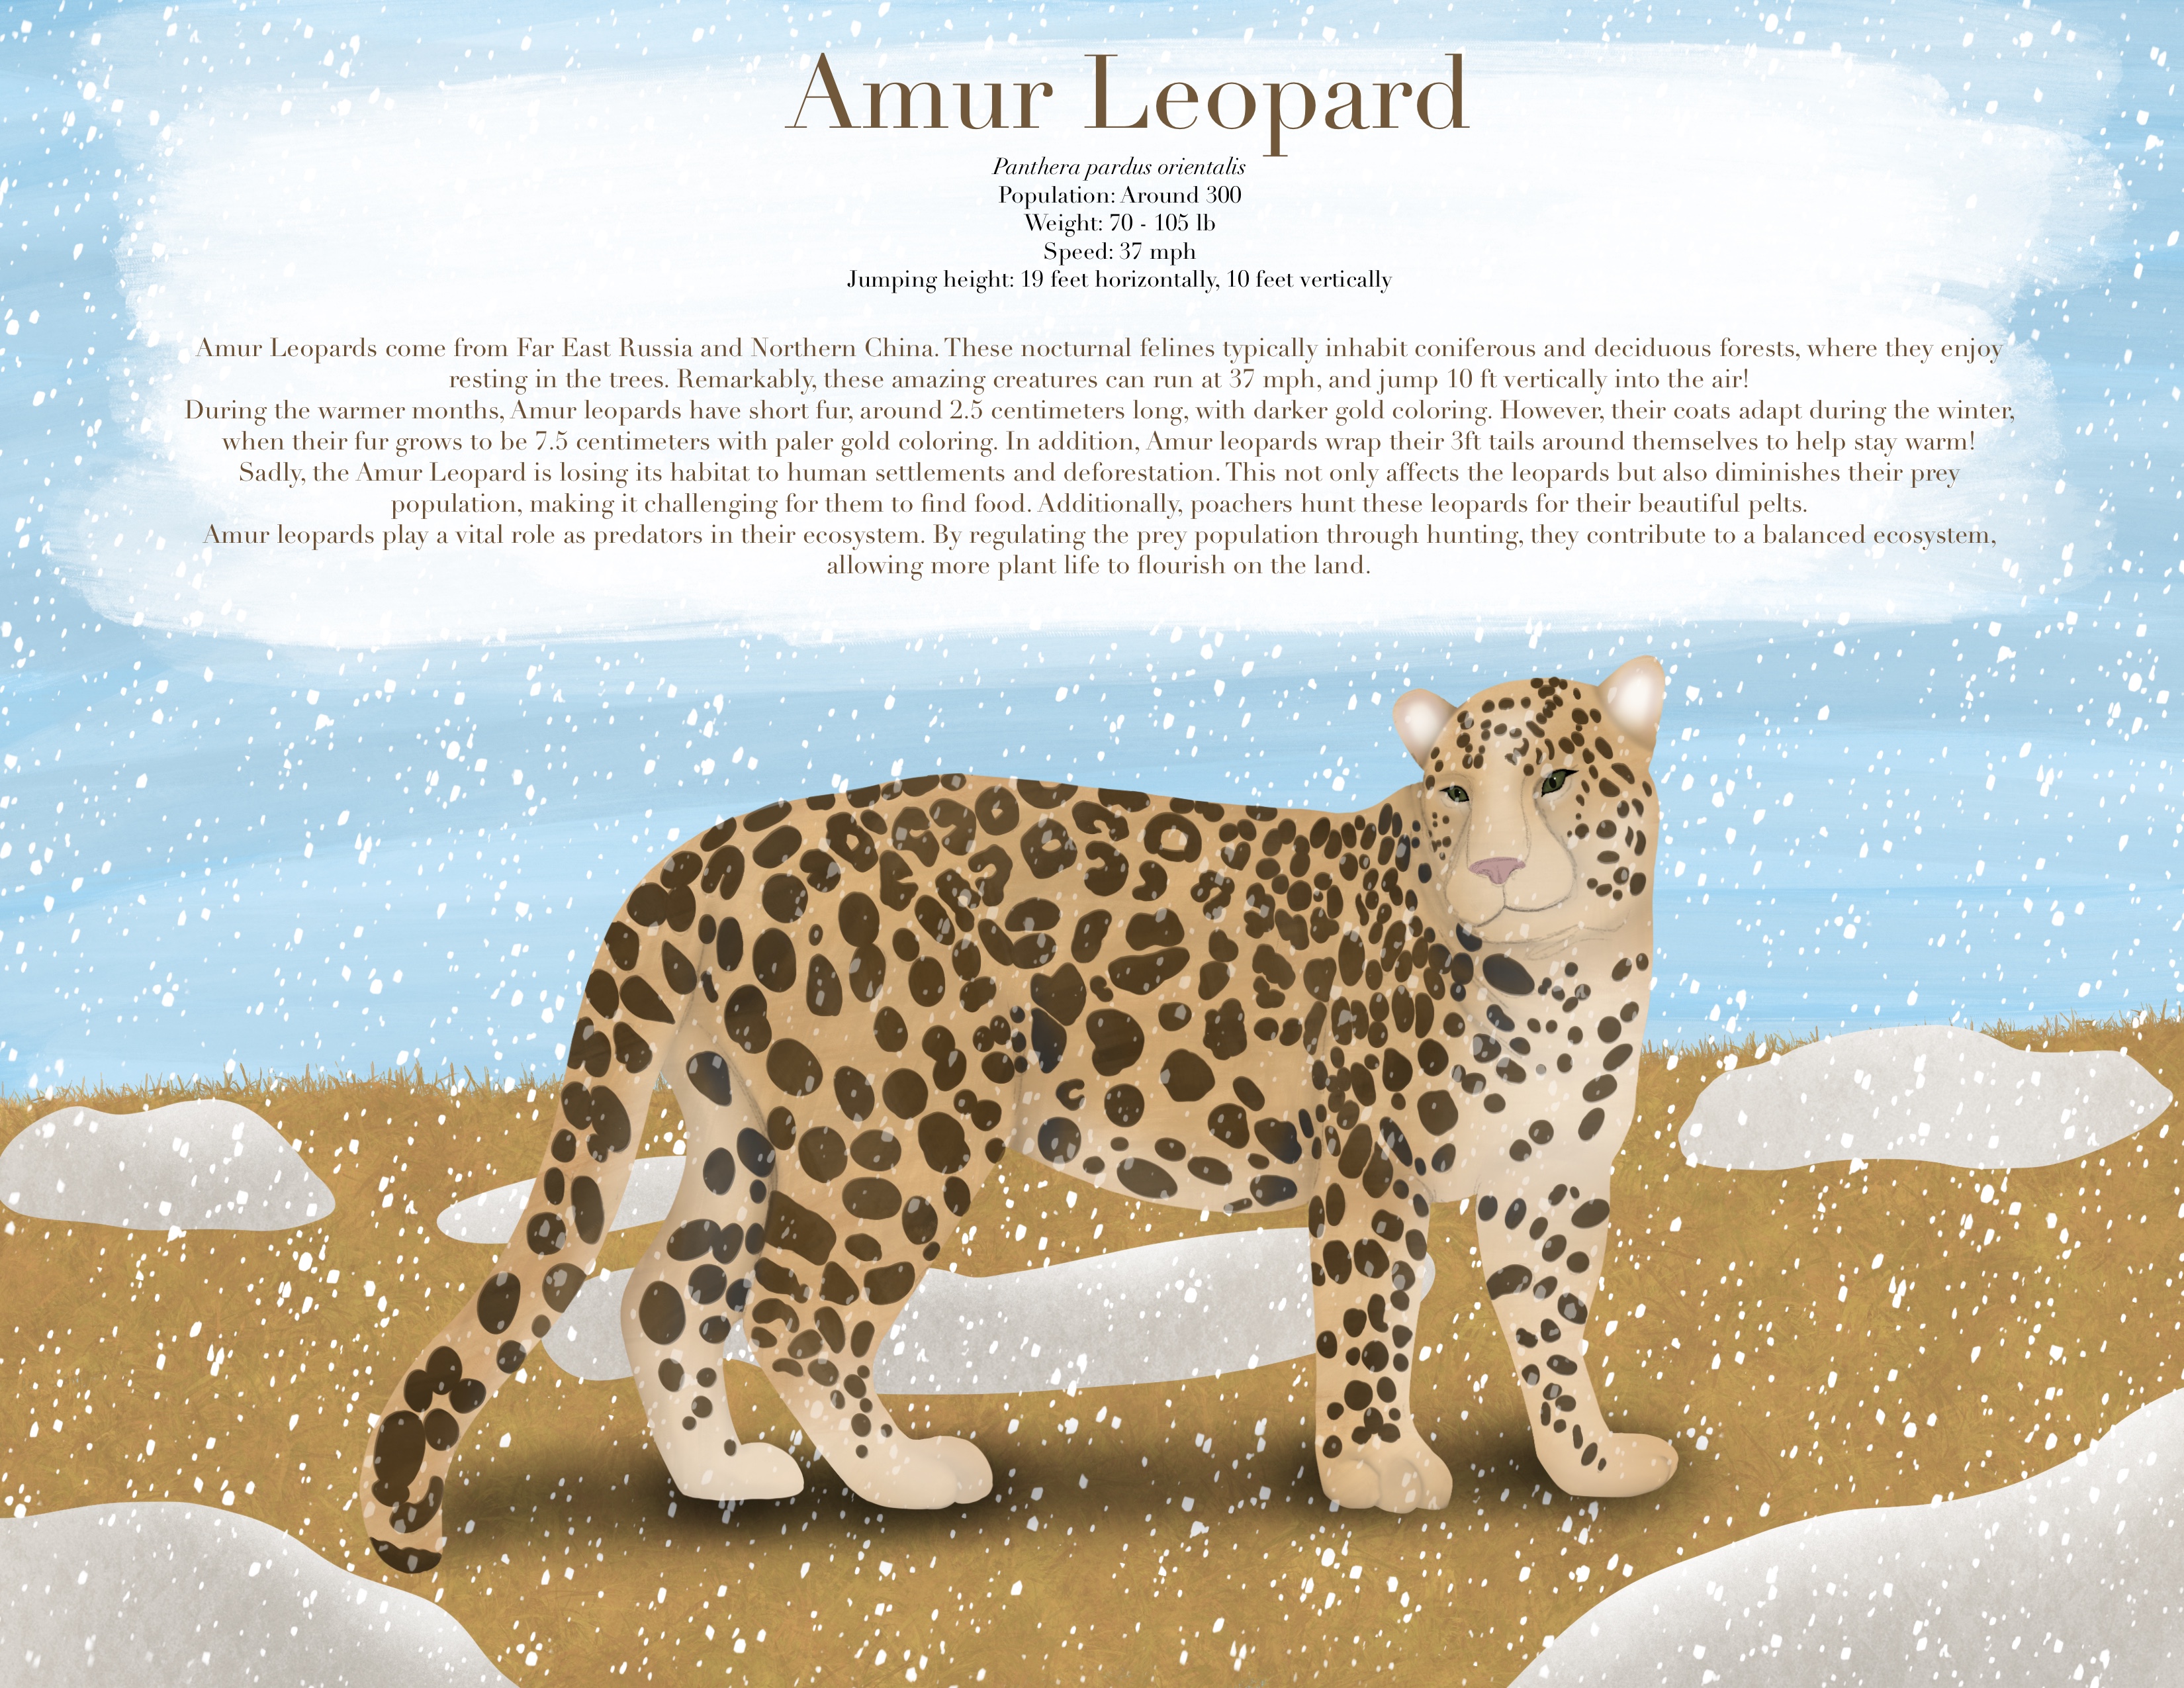 Amur Leopard
Panthera pardus orientalis
Population: Around 300
Weight: 70 - 105 lb
Speed: 37 mph
Jumping height: 19 feet horizontally, 10 feet vertically
Amur Leopards come from Far East Russia and Northern China. These nocturnal felines typically inhabit coniferous and deciduous forests, where they enjoy
resting in the trees. Remarkably, these amazing creatures can run at 37 mph, and jump 10 ft vertically into the air!
During the warmer months, Amur leopards have short fur, around 2.5 centimeters long, with darker gold coloring. However, their coats adapt during the winter,
when their fur grows to be 7.5 centimeters with paler gold coloring. In addition, Amur leopards wrap their 3ft tails around themselves to help stay warm!
Sadly, the Amur Leopard is losing its habitat to human settlements and deforestation. This not only affects the leopards but also diminishes their prey
population, making it challenging for them to find food. Additionally, poachers hunt these leopards for their beautiful pelts.
Amur leopards play a vital role as predators in their ecosystem. By regulating the prey population through hunting, they contribute to a balanced ecosystem,
allowing more plant life to flourish on the land.